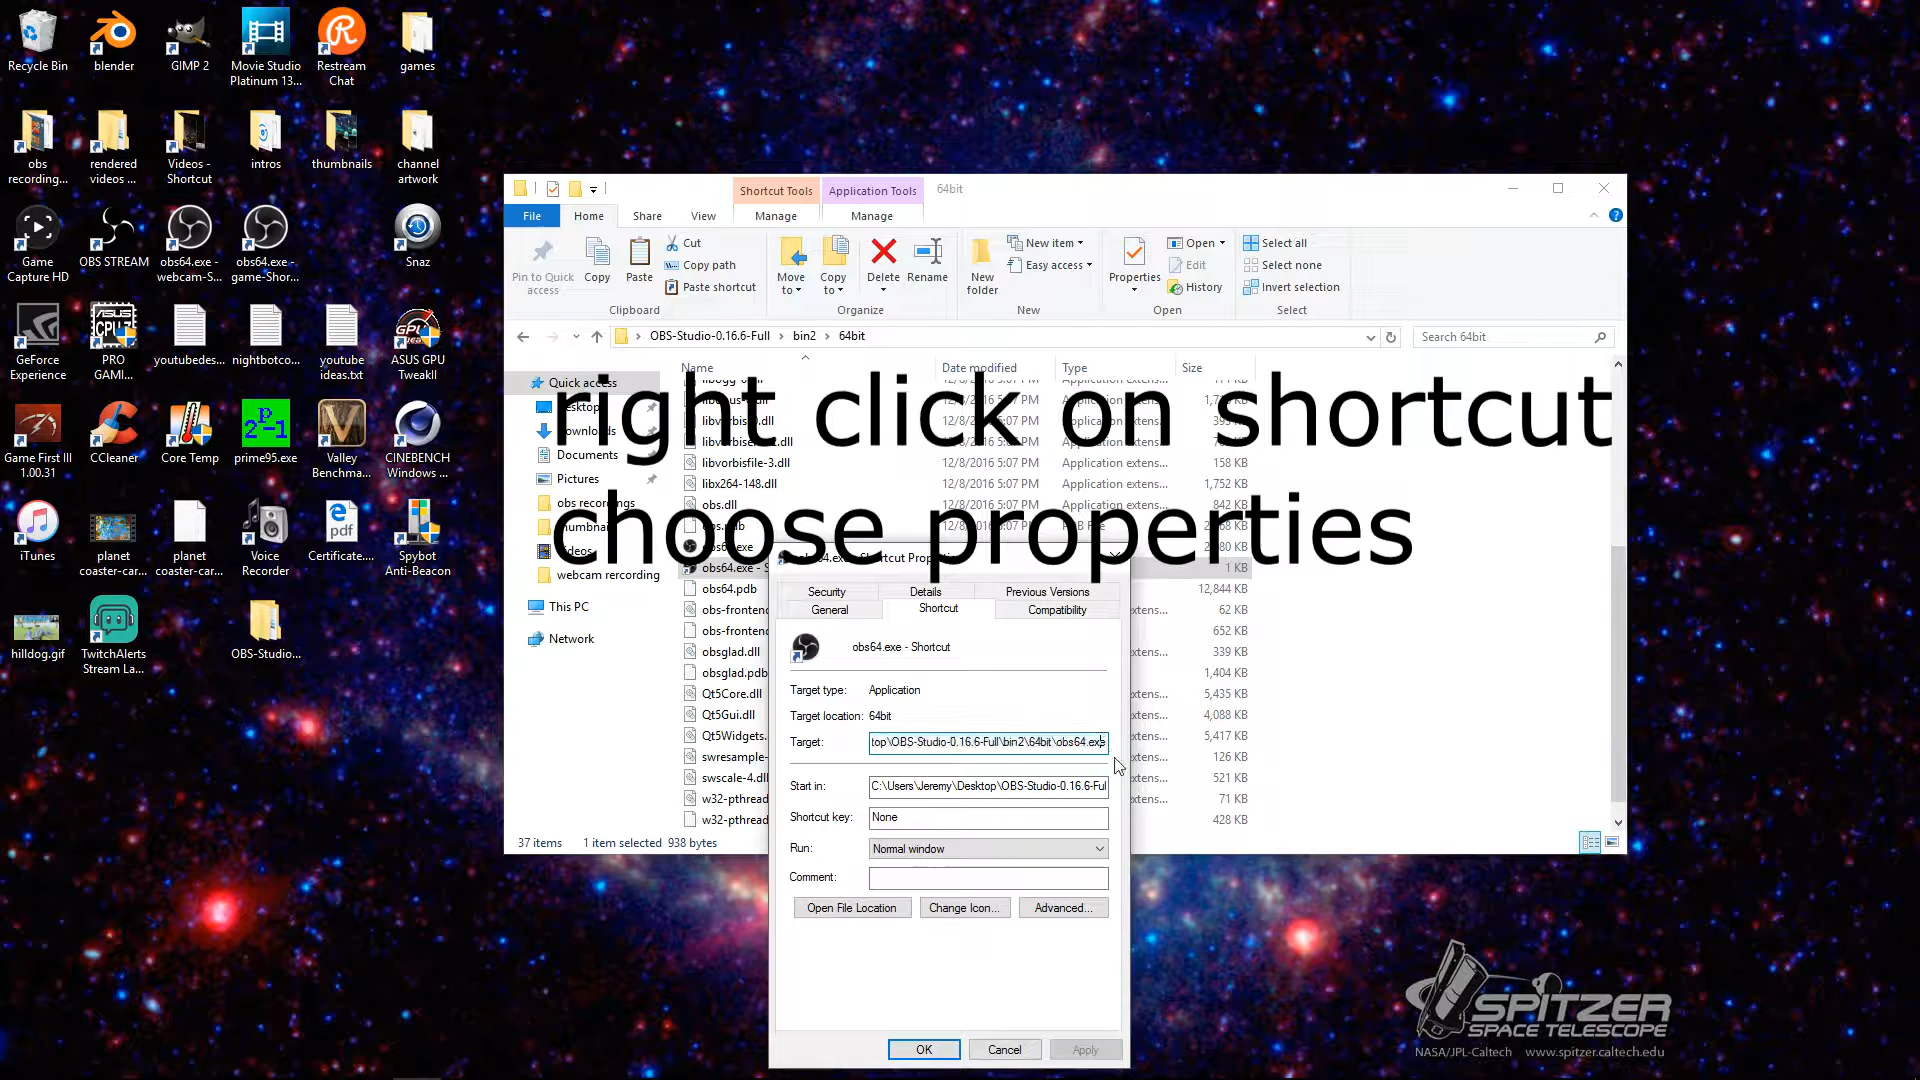 Recycle Bin
blender
GIMP 2
Movie Studio
Platinum 13...
Restream
Chat
games
obs
recording...
rendered
videos ...
Videos -
Shortcut
intros
thumbnails
channel
artwork
Game
Capture HD
OBS STREAM
obs64.exe -
webcam-S...
obs64.exe -
game-Shor...
Snaz
GeForce
Experience
PRO
GAMI...
youtubedes...
nightbotco...
youtube
ideas.txt
ASUS GPU
TweakII
Game First III
1.00.31
CCleaner
Core Temp
prime95.exe
Valley
Benchma...
CINEBENCH
Windows ...
iTunes
planet
coaster-car...
planet
coaster-car...
Voice
Recorder
Certificate....
Spybot
Anti-Beacon
hilldog.gif
TwitchAlerts
Stream La...
OBS-Studio...
Shortcut Tools
Application Tools
64bit
File
Home
Share
View
Manage
Manage
Pin to Quick
access
Copy
Paste
Cut
Copy path
Paste shortcut
Clipboard
Move
to
Copy
to
Delete
Rename
Organize
New
folder
New item
Easy access
New
Properties
Open
Edit
History
Open
Select all
Select none
Invert selection
Select
OBS-Studio-0.16.6-Full > bin2 > 64bit
Search 64bit
Name
Date modified
Type
Size
right click on shortcut
choose properties
Quick access
Documents
Pictures
obs recordings
webcam recording
This PC
Network
libvorbisfile-3.dll 12/8/2016 5:07 PM Application extens... 158 KB
libx264-148.dll 12/8/2016 5:07 PM Application extens... 1,752 KB
obs.dll 12/8/2016 5:07 PM Application extens... 842 KB
obs64.exe - S
1 KB
obs64.pdb 12,844 KB
obs-frontend 62 KB
obs-frontend 652 KB
obsglad.dll 339 KB
obsglad.pdb 1,404 KB
Qt5Core.dll 5,435 KB
Qt5Gui.dll 4,088 KB
Qt5Widgets. 5,417 KB
swresample- 126 KB
swscale-4.dll 521 KB
w32-pthread 71 KB
w32-pthread 428 KB
37 items
1 item selected 938 bytes
Security
Details
Previous Versions
General
Shortcut
Compatibility
obs64.exe - Shortcut
Target type: Application
Target location: 64bit
Target: top\OBS-Studio-0.16.6-Full\bin2\64bit\obs64.exe
Start in: C:\Users\Jeremy\Desktop\OBS-Studio-0.16.6-Ful
Shortcut key: None
Run: Normal window
Comment:
Open File Location
Change Icon...
Advanced...
OK
Cancel
Apply
SPITZER
SPACE TELESCOPE
NASA/JPL-Caltech www.spitzer.caltech.edu